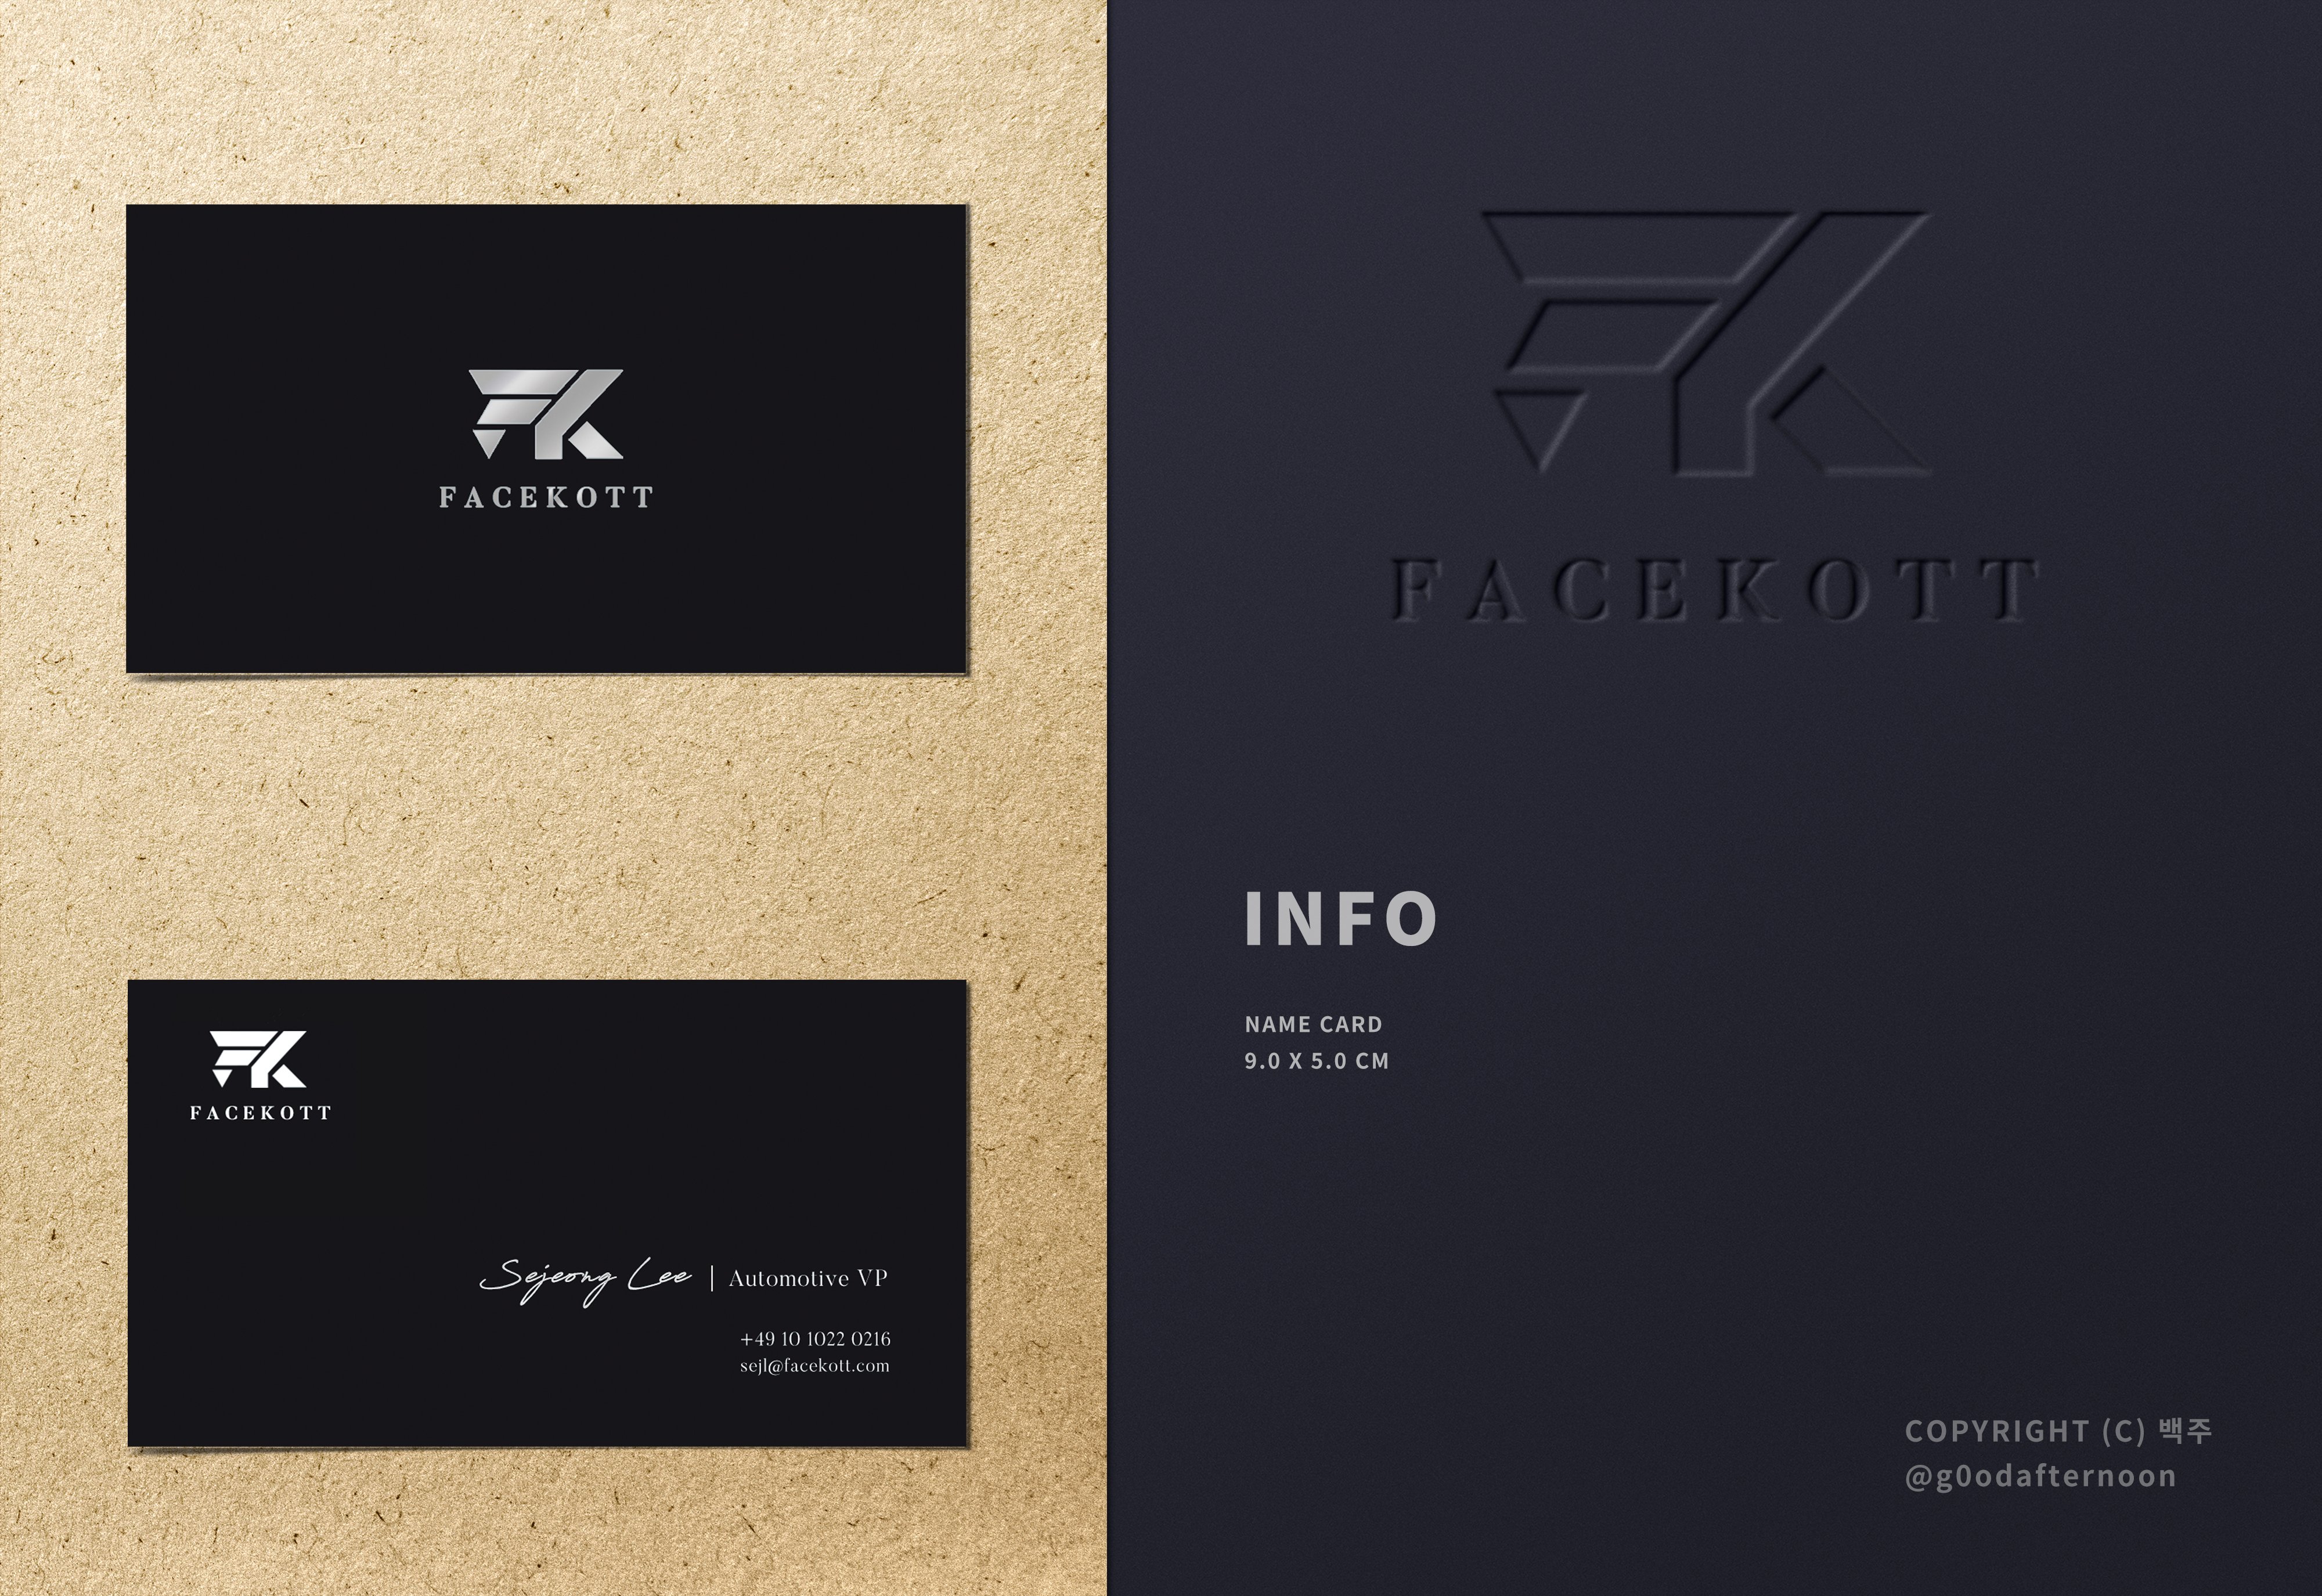 FACEKOTT
FACEKOTT
Sejeong Lee | Automotive VP
+49 10 1022 0216
sejl@facekott.com
FACEKOTT
INFO
NAME CARD
9.0 X 5.0 CM
COPYRIGHT (C) 백주
@g0odafternoon